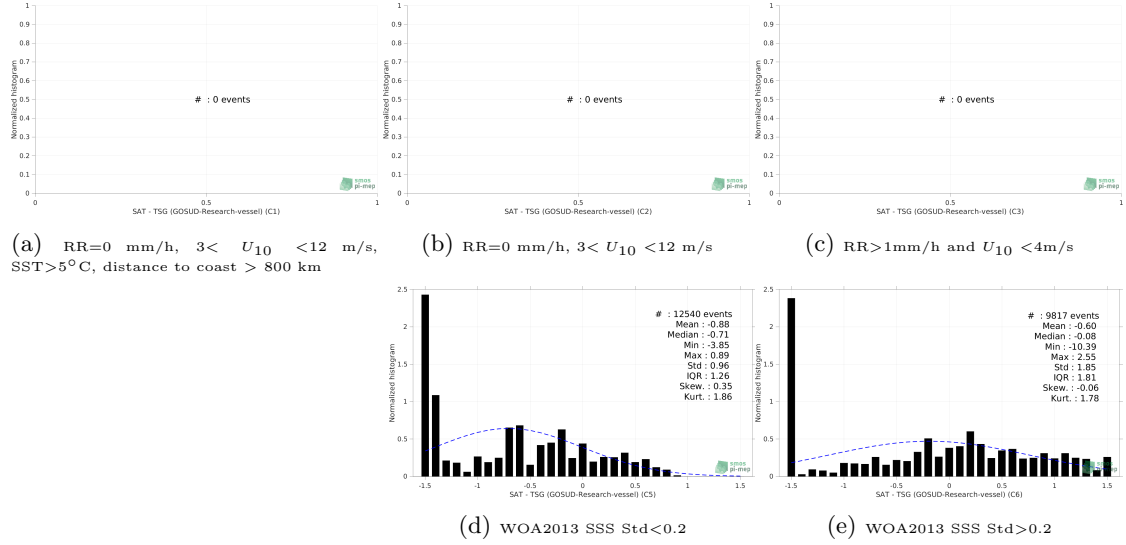 1
0.9
0.8
0.7
0.6
0.5
0.4
0.3
0.2
0.1
0
Normalized histogram
# : 0 events
smos
pi-mep
0 0.5 1
SAT - TSG (GOSUD-Research-vessel) (C1)
(a) RR=0 mm/h, 3< U10 <12 m/s,
SST>5°C, distance to coast > 800 km
1
0.9
0.8
0.7
0.6
0.5
0.4
0.3
0.2
0.1
0
Normalized histogram
# : 0 events
smos
pi-mep
0 0.5 1
SAT - TSG (GOSUD-Research-vessel) (C2)
(b) RR=0 mm/h, 3< U10 <12 m/s
1
0.9
0.8
0.7
0.6
0.5
0.4
0.3
0.2
0.1
0
Normalized histogram
# : 0 events
smos
pi-mep
0 0.5 1
SAT - TSG (GOSUD-Research-vessel) (C3)
(c) RR>1mm/h and U10 <4m/s
2.5
2
1.5
1
0.5
0
Normalized histogram
# : 12540 events
Mean : -0.88
Median : -0.71
Min : -3.85
Max : 0.89
Std : 0.96
IQR : 1.26
Skew. : 0.35
Kurt. : 1.86
smos
pi-mep
-1.5 -1 -0.5 0 0.5 1 1.5
SAT - TSG (GOSUD-Research-vessel) (C5)
(d) WOA2013 SSS Std<0.2
2.5
2
1.5
1
0.5
0
Normalized histogram
# : 9817 events
Mean : -0.60
Median : -0.08
Min : -10.39
Max : 2.55
Std : 1.85
IQR : 1.81
Skew. : -0.06
Kurt. : 1.78
smos
pi-mep
-1.5 -1 -0.5 0 0.5 1 1.5
SAT - TSG (GOSUD-Research-vessel) (C6)
(e) WOA2013 SSS Std>0.2